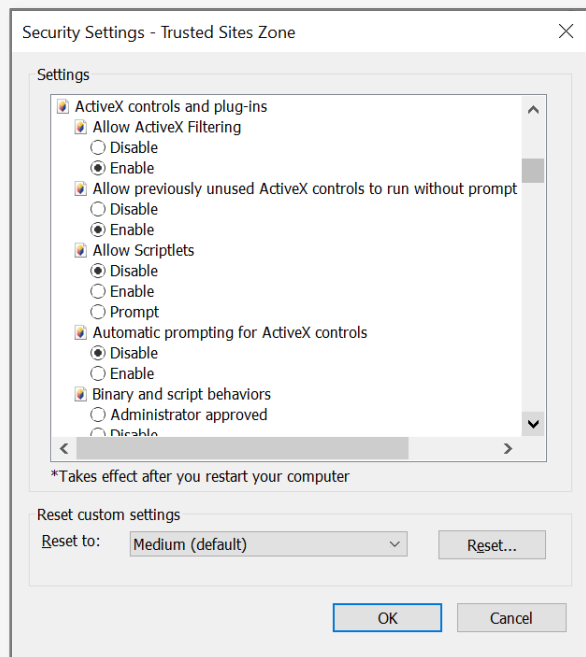 Security Settings - Trusted Sites Zone
Settings
ActiveX controls and plug-ins
Allow ActiveX Filtering
Disable
Enable
Allow previously unused ActiveX controls to run without prompt
Disable
Enable
Allow Scriptlets
Disable
Enable
Prompt
Automatic prompting for ActiveX controls
Disable
Enable
Binary and script behaviors
Administrator approved
Disable
*Takes effect after you restart your computer
Reset custom settings
Reset to: Medium (default) Reset...
OK Cancel